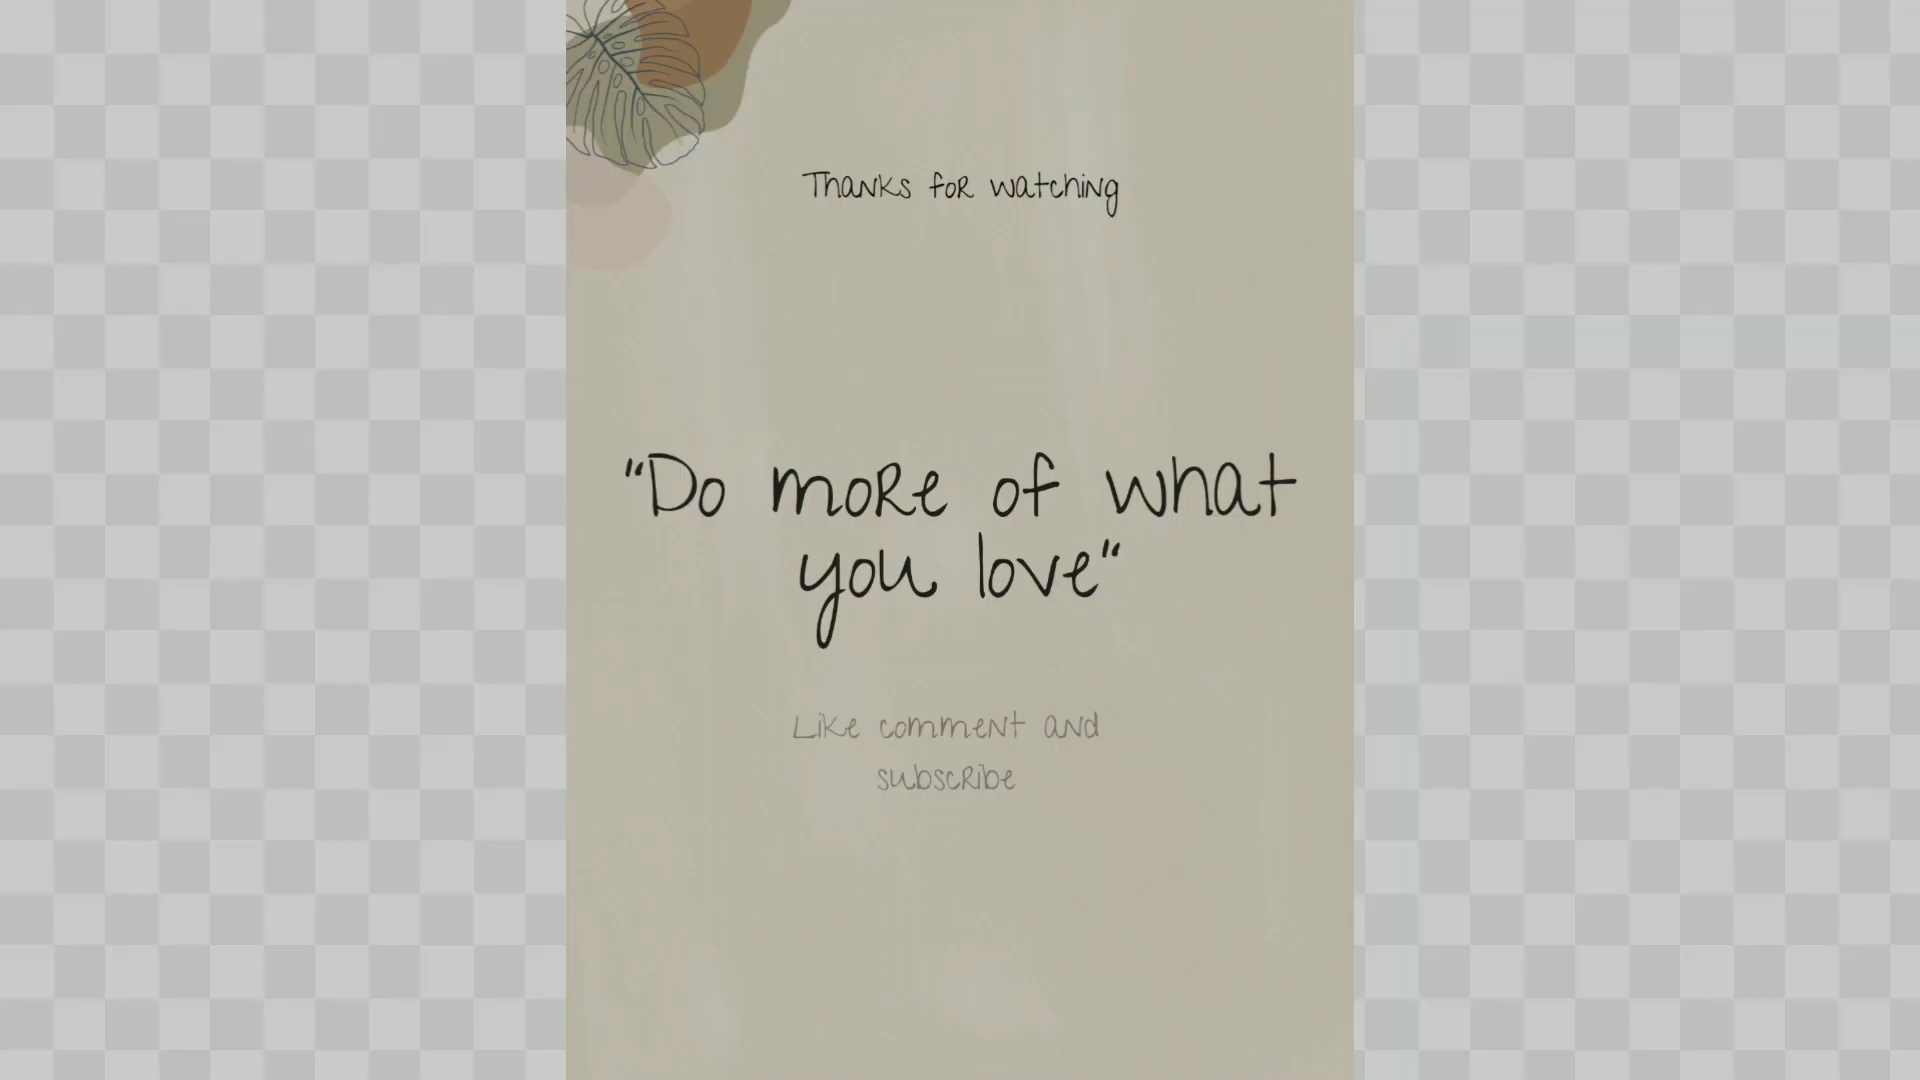 Thanks for watching
“Do more of what
you love“
Like comment and
subscribe